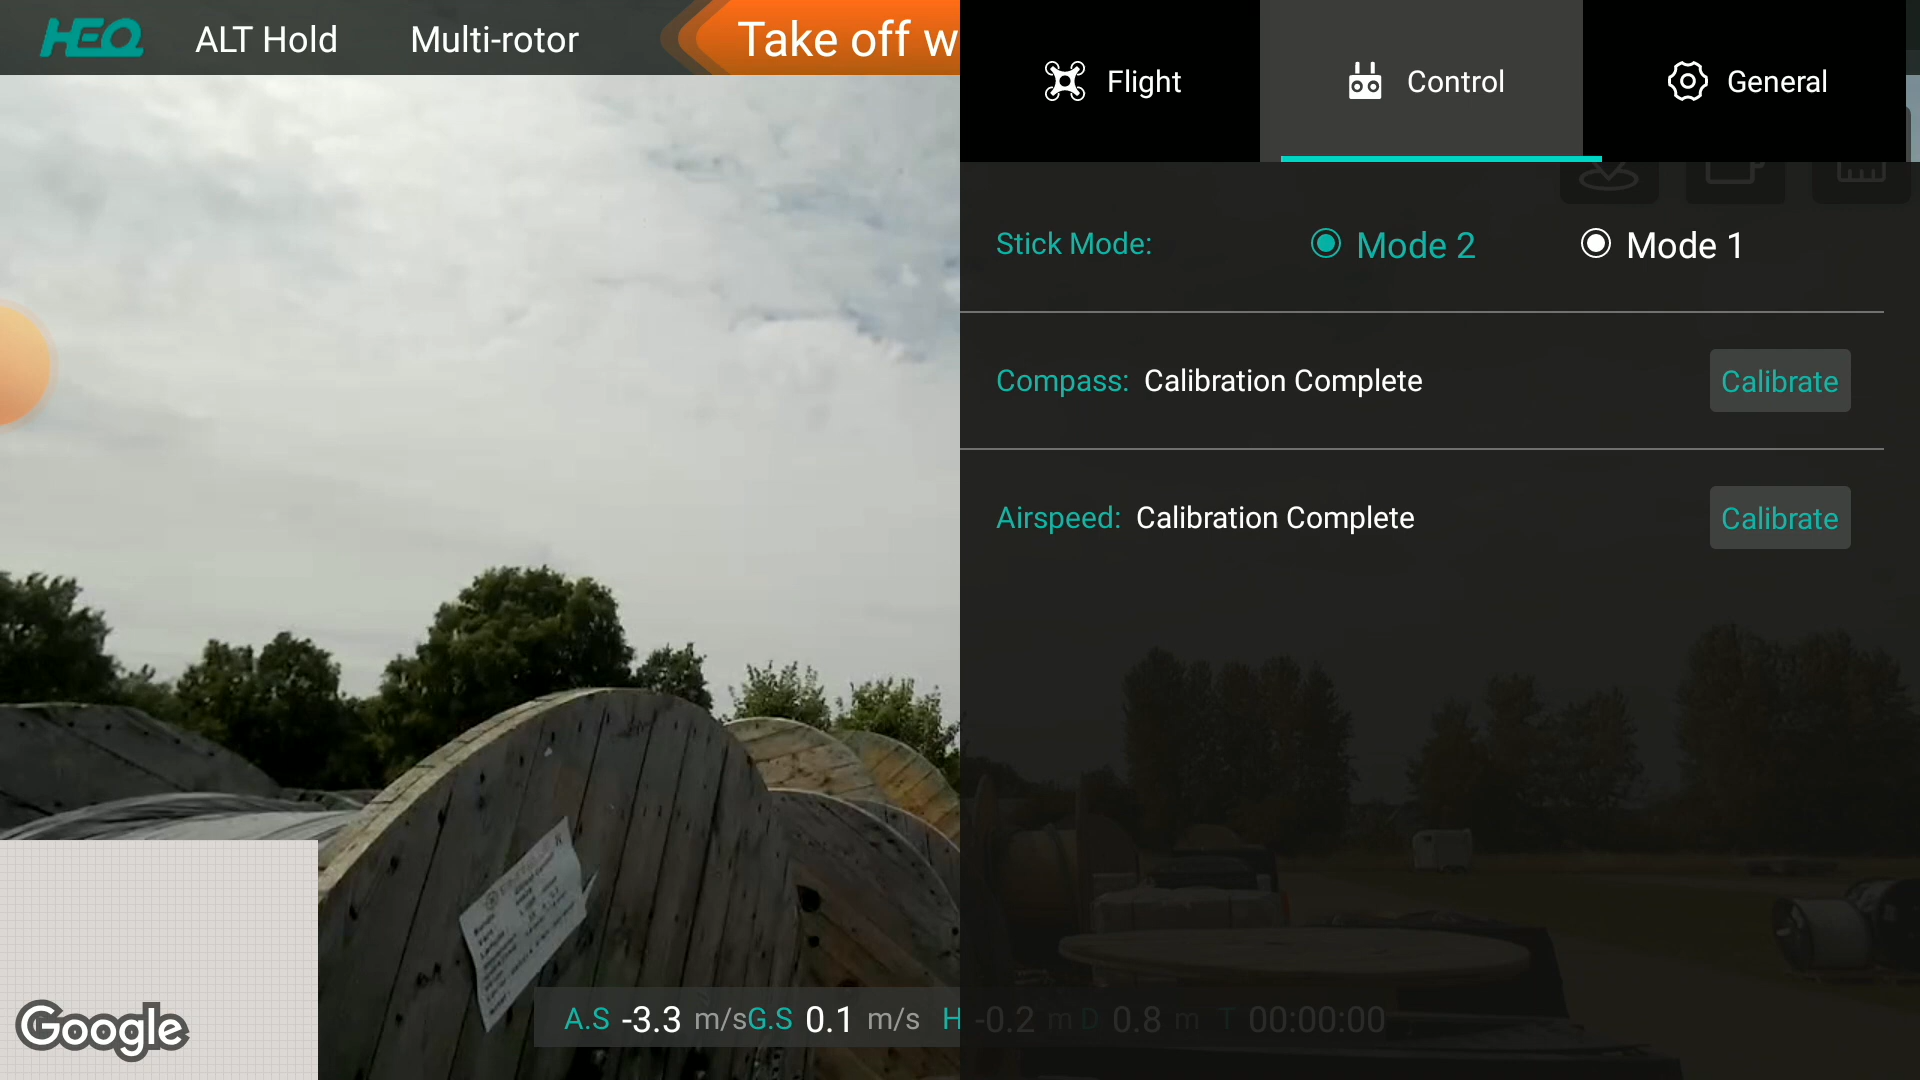 HEQ ALT Hold Multi-rotor Take off w
Flight Control General
Stick Mode: Mode 2 Mode 1
Compass: Calibration Complete Calibrate
Airspeed: Calibration Complete Calibrate
A.S -3.3 m/s G.S 0.1 m/s H -0.2 m D 0.8 m T 00:00:00
Google